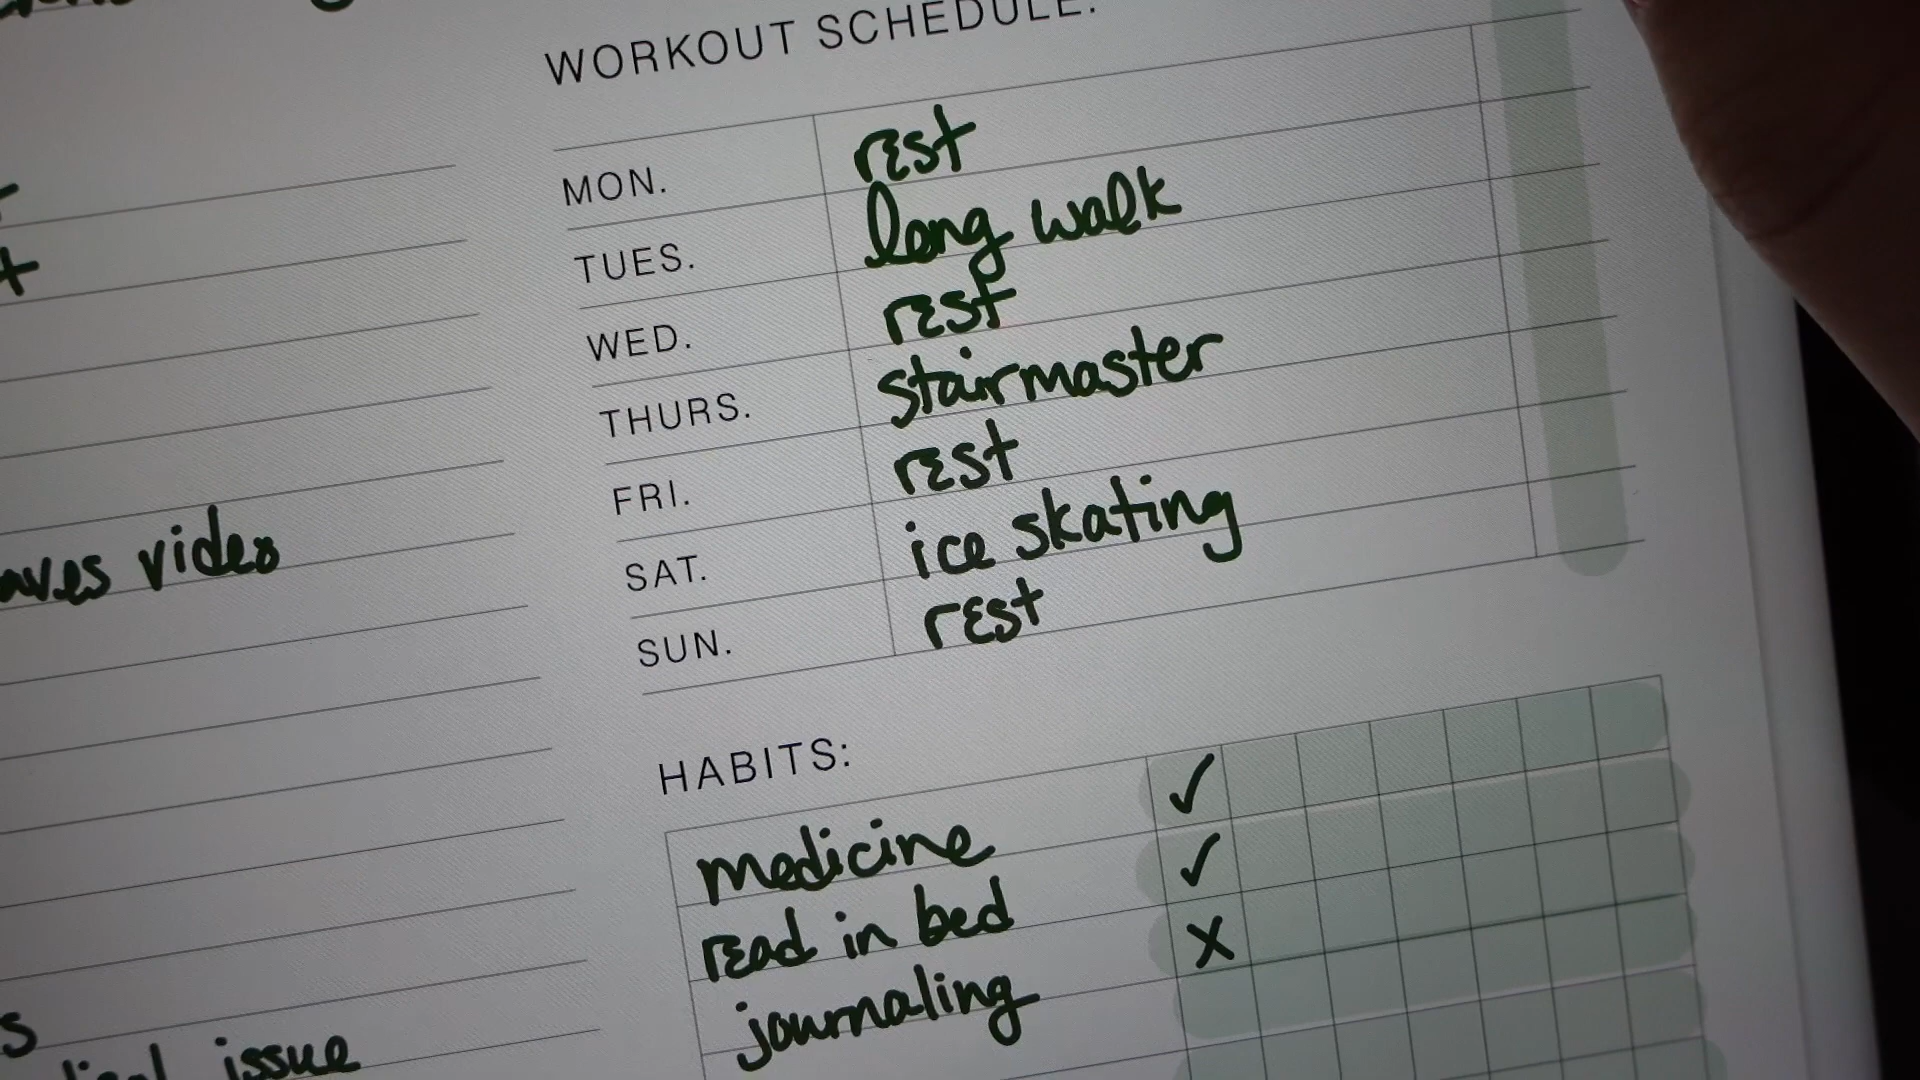 WORKOUT SCHEDULE:
MON. rest
TUES. long walk
WED. rest
THURS. stairmaster
FRI. rest
SAT. ice skating
SUN. rest
video
HABITS:
medicine ✓
read in bed ✓
journaling x
issue